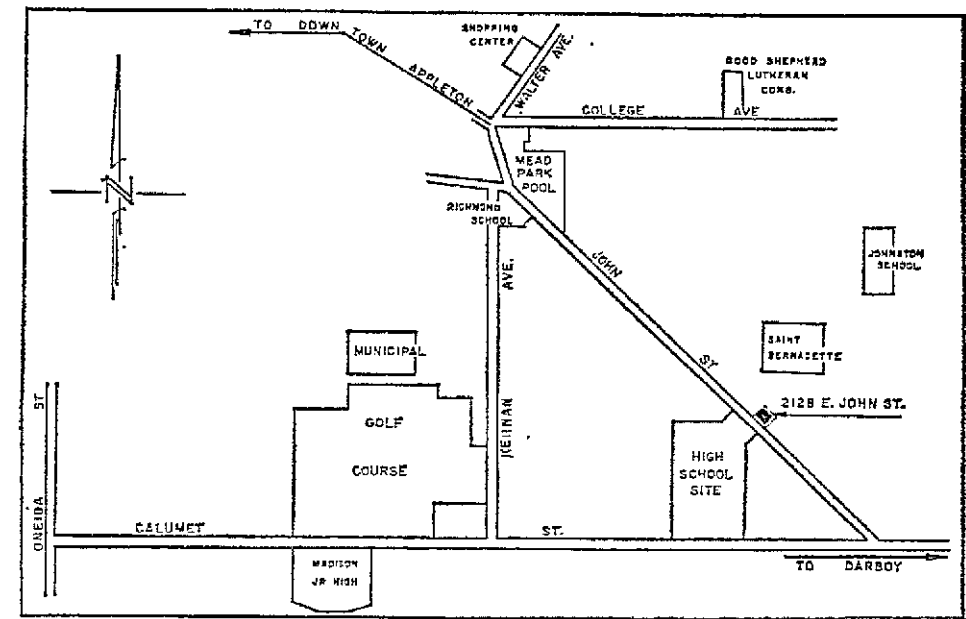 TO DOWN TOWN APPLETON
SHOPPING
CENTER
WALTER AVE.
GOOD SHEPHERD
LUTHERAN
CONG.
COLLEGE AVE
MEAD
PARK
POOL
N
RICHMOND
SCHOOL
JOHN ST
JOHNSTON
SCHOOL
AVE.
MUNICIPAL
SAINT
BERNADETTE
2128 E. JOHN ST.
GOLF
COURSE
KERNAN
HIGH
SCHOOL
SITE
ONEIDA ST
CALUMET ST.
MADISON
JR HIGH
TO DARBOY